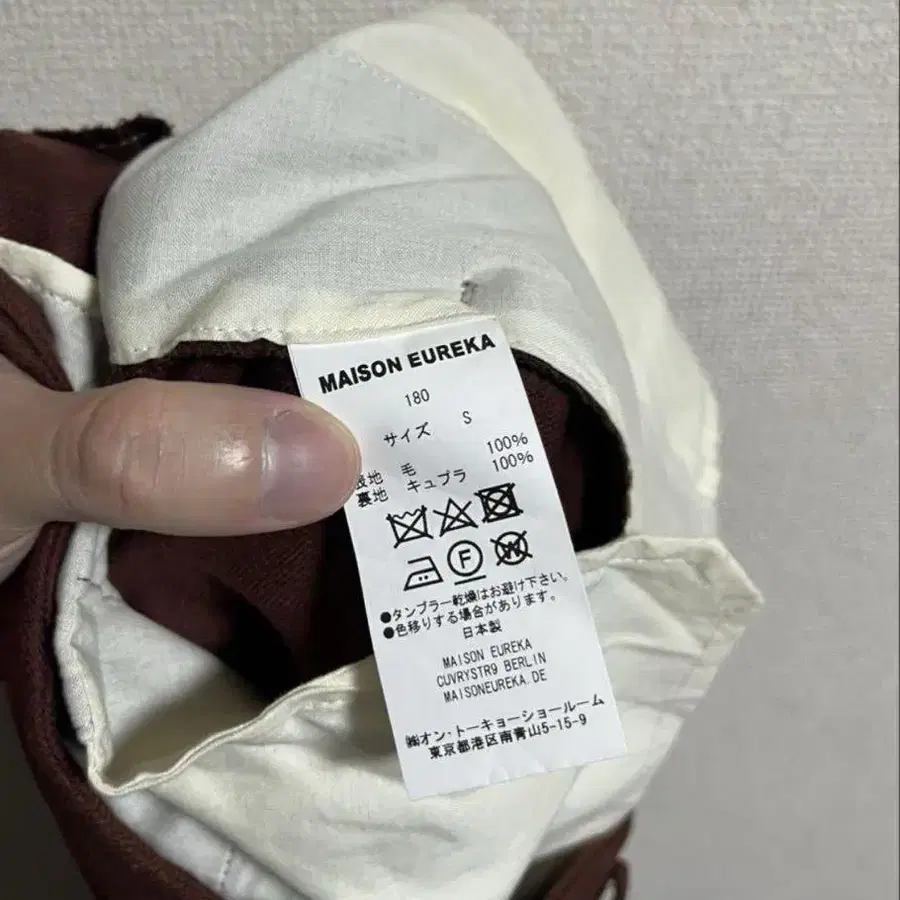 MAISON EUREKA
180
サイズ S
表地 毛 100%
裏地 キュプラ 100%
F
W
●タンブラー乾燥はお避け下さい。
●色移りする場合があります。
日本製
MAISON EUREKA
CUVRYSTR9 BERLIN
MAISONEUREKA.DE
㈱オン・トーキョーショールーム
東京都港区南青山5-15-9